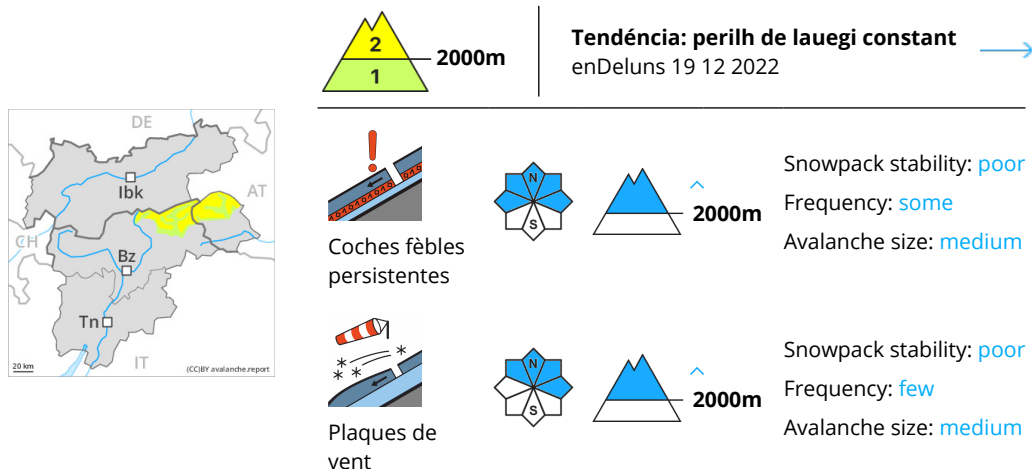 2
1
2000m
Tendéncia: perilh de lauegi constant
enDeluns 19 12 2022
DE
AT
CH
IT
Ibk
Bz
Tn
20 km
(CC)BY avalanche.report
Coches fèbles
persistentes
N
S
2000m
Snowpack stability: poor
Frequency: some
Avalanche size: medium
Plaques de
vent
N
S
2000m
Snowpack stability: poor
Frequency: few
Avalanche size: medium